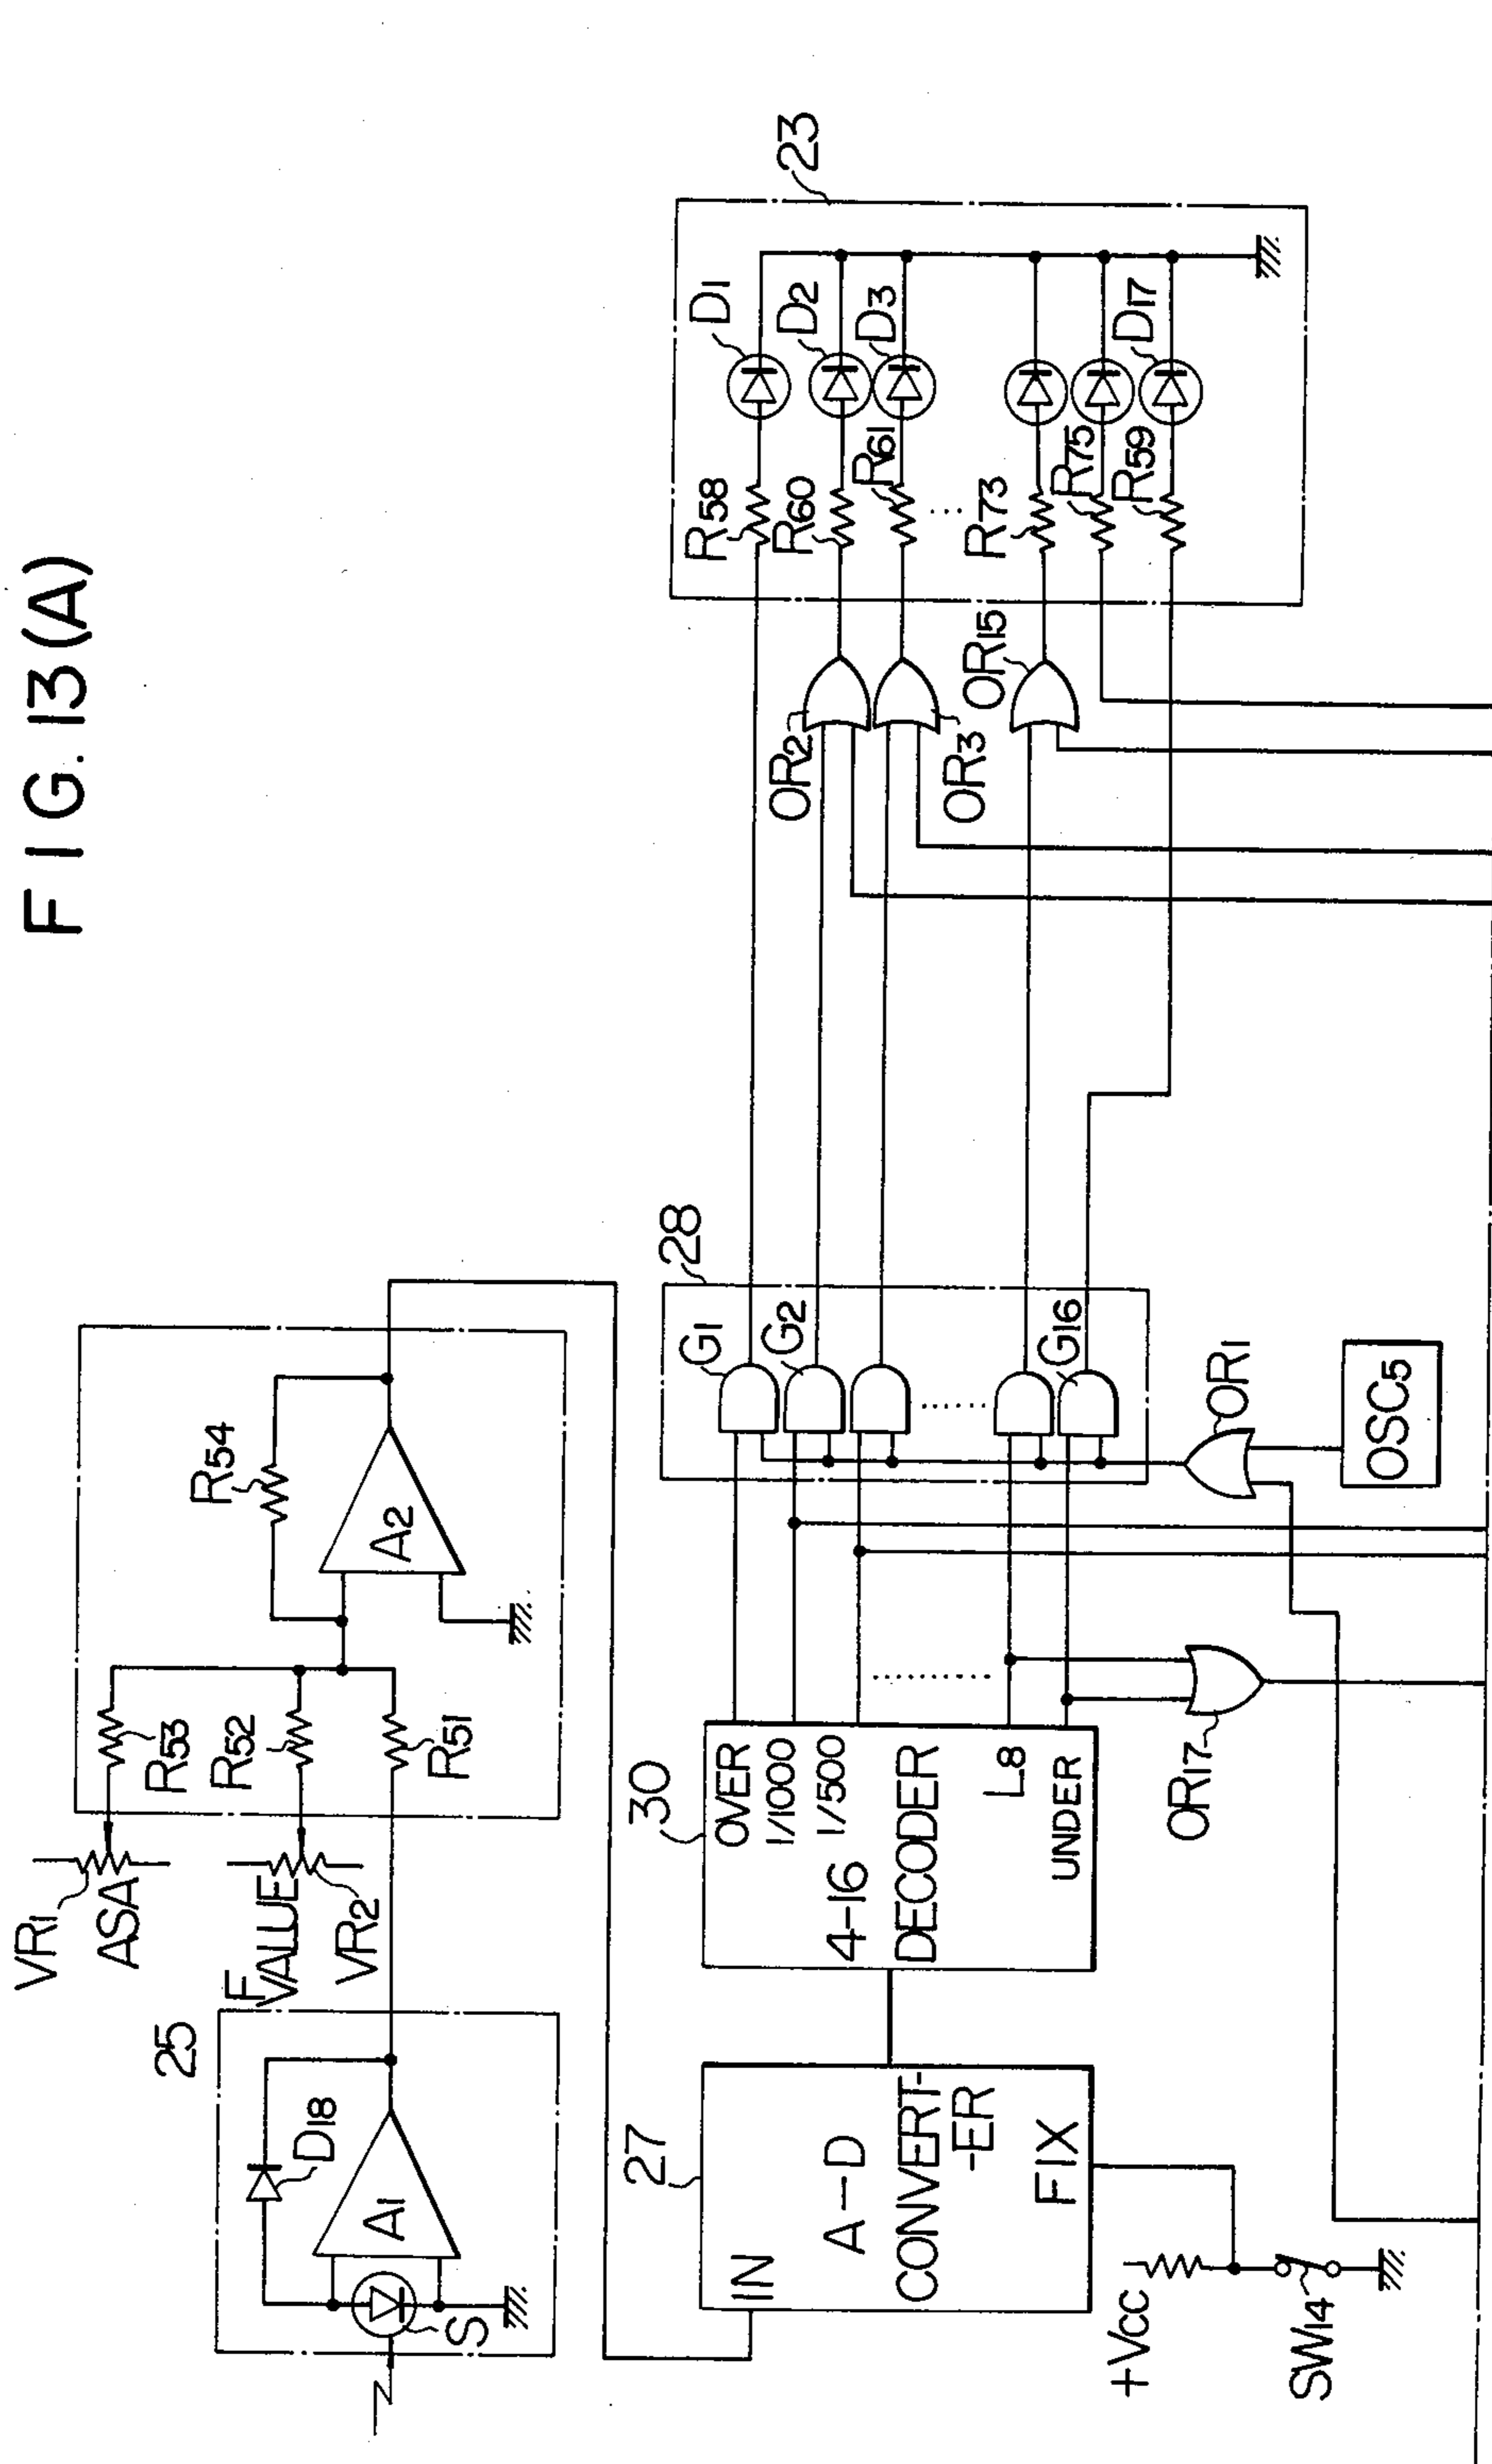 FIG. 13(A)
VR1
ASA
F
VALUE
VR2
25
D18
A1
S
R53
R52
R51
R54
A2
27
IN
A-D
CONVERT-
-ER
FIX
+VCC
SW14
30
OVER
1/1000
1/500
4-16
DECODER
L8
UNDER
OR17
28
G1
G2
G16
OR1
OSC5
OR2
OR3
OR15
23
R58
R60
R61
R73
R75
R59
D1
D2
D3
D17